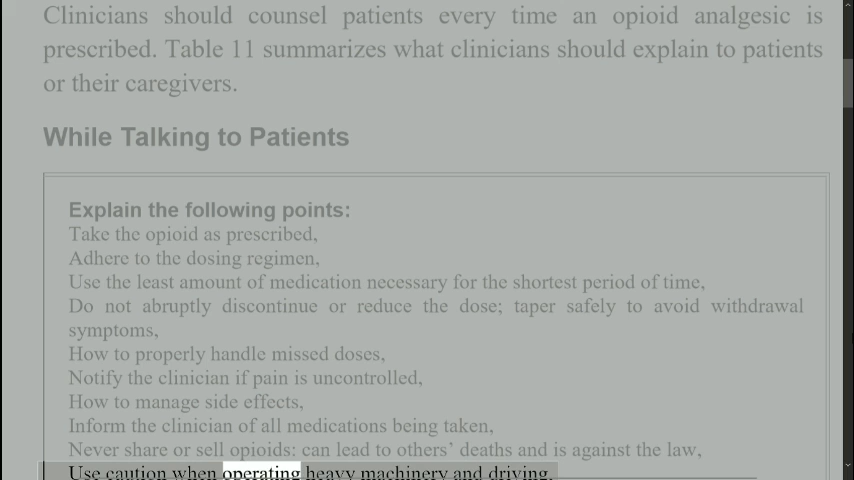 Clinicians should counsel patients every time an opioid analgesic is
prescribed. Table 11 summarizes what clinicians should explain to patients
or their caregivers.
While Talking to Patients
Explain the following points:
Take the opioid as prescribed,
Adhere to the dosing regimen,
Use the least amount of medication necessary for the shortest period of time,
Do not abruptly discontinue or reduce the dose; taper safely to avoid withdrawal
symptoms,
How to properly handle missed doses,
Notify the clinician if pain is uncontrolled,
How to manage side effects,
Inform the clinician of all medications being taken,
Never share or sell opioids: can lead to others’ deaths and is against the law,
Use caution when operating heavy machinery and driving,